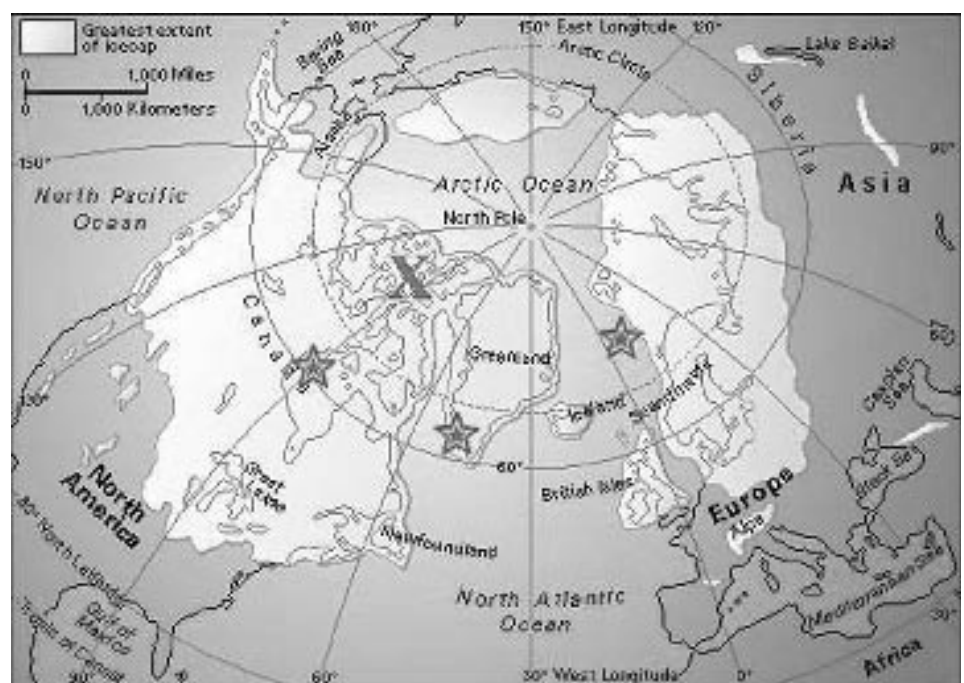 Greatest extent
of icecap
0 1,000 Miles
0 1,000 Kilometers
180°
150° East Longitude
120°
Bering
Sea
Arctic Circle
Lake Baikal
Siberia
Alaska
150°
90°
North Pacific
Ocean
Arctic Ocean
Asia
North Pole
X
Canada
Greenland
60°
Iceland
Scandinavia
Caspian
Sea
120°
60°
Great
Lakes
North
America
British Isles
Europe
Black Sea
Alps
Newfoundland
30° North Latitude
Mediterranean Sea
North Atlantic
Ocean
Gulf of
Mexico
Tropic of Cancer
30°
Africa
90°
60°
30° West Longitude
0°